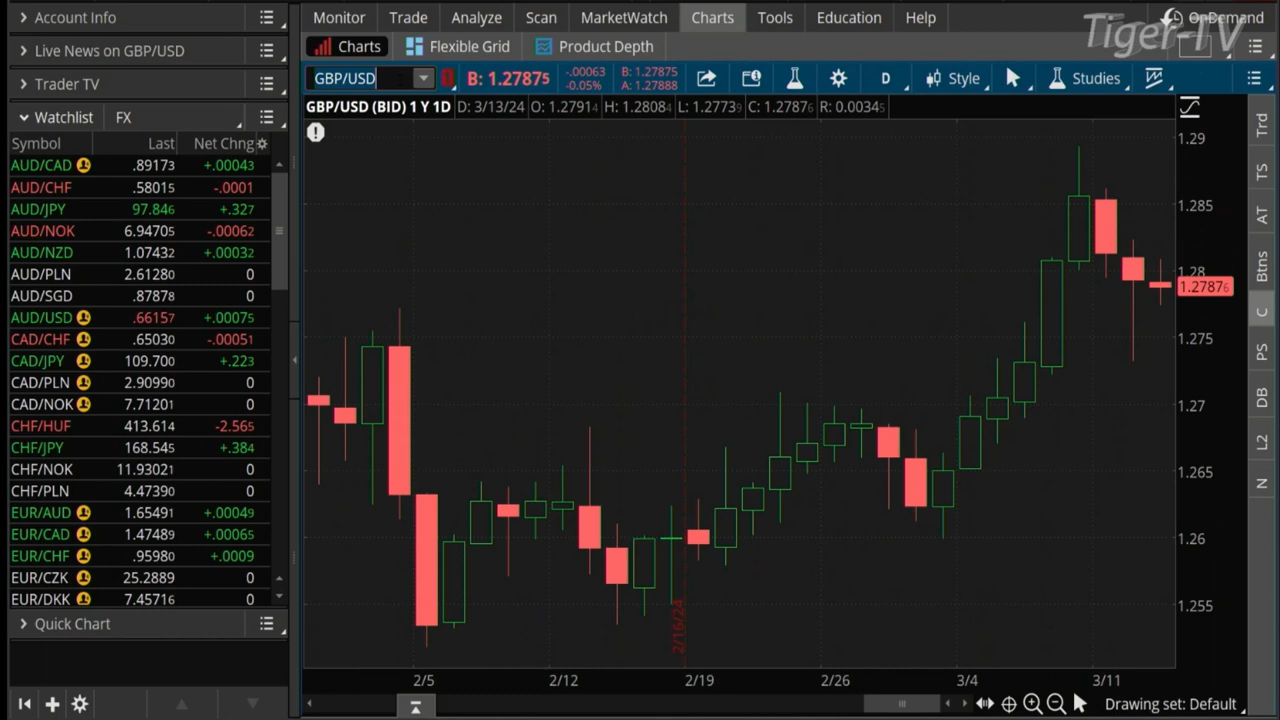 Account Info
Monitor Trade Analyze Scan MarketWatch Charts Tools Education Help OnDemand
Tiger-TV
Live News on GBP/USD
Charts Flexible Grid Product Depth
Trader TV
GBP/USD B: 1.27875 -.00063 -0.05% B: 1.27875 A: 1.27888 D Style Studies
Watchlist FX
GBP/USD (BID) 1 Y 1D D: 3/13/24 O: 1.27914 H: 1.28084 L: 1.27739 C: 1.27876 R: 0.00345
Symbol Last Net Chng
AUD/CAD .89173 +.00043
AUD/CHF .58015 -.0001
AUD/JPY 97.846 +.327
AUD/NOK 6.94705 -.00062
AUD/NZD 1.07432 +.00032
AUD/PLN 2.61280 0
AUD/SGD .87878 0
AUD/USD .66157 +.00075
CAD/CHF .65030 -.00051
CAD/JPY 109.700 +.223
CAD/PLN 2.90990 0
CAD/NOK 7.71201 0
CHF/HUF 413.614 -2.565
CHF/JPY 168.545 +.384
CHF/NOK 11.93021 0
CHF/PLN 4.47390 0
EUR/AUD 1.65491 +.00049
EUR/CAD 1.47489 +.00065
EUR/CHF .95980 +.0009
EUR/CZK 25.2889 0
EUR/DKK 7.45716 0
Quick Chart
1.29
1.285
1.28
1.27876
1.275
1.27
1.265
1.26
1.255
2/16/24
2/5 2/12 2/19 2/26 3/4 3/11
Trd
TS
AT
Btns
C
PS
DB
L2
N
Drawing set: Default